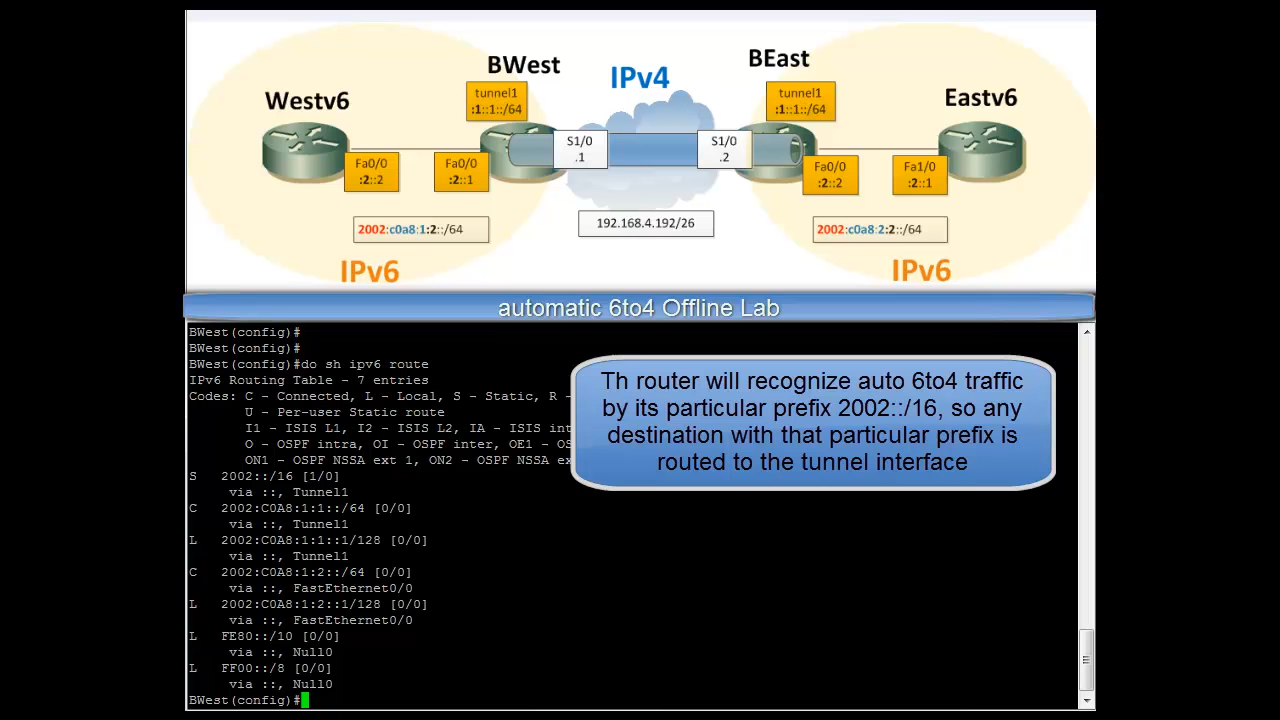 BWest
BEast
IPv4
Westv6
Eastv6
tunnel1
:1::1::/64
tunnel1
:1::1::/64
S1/0
.1
S1/0
.2
Fa0/0
:2::2
Fa0/0
:2::1
Fa0/0
:2::2
Fa1/0
:2::1
2002:c0a8:1:2::/64
192.168.4.192/26
2002:c0a8:2:2::/64
IPv6
IPv6
automatic 6to4 Offline Lab
BWest(config)#
BWest(config)#
BWest(config)#do sh ipv6 route
IPv6 Routing Table - 7 entries
Codes: C - Connected, L - Local, S - Static, R -
U - Per-user Static route
I1 - ISIS L1, I2 - ISIS L2, IA - ISIS int
O - OSPF intra, OI - OSPF inter, OE1 - OS
ON1 - OSPF NSSA ext 1, ON2 - OSPF NSSA ex
S 2002::/16 [1/0]
via ::, Tunnel1
C 2002:C0A8:1:1::/64 [0/0]
via ::, Tunnel1
L 2002:C0A8:1:1::1/128 [0/0]
via ::, Tunnel1
C 2002:C0A8:1:2::/64 [0/0]
via ::, FastEthernet0/0
L 2002:C0A8:1:2::1/128 [0/0]
via ::, FastEthernet0/0
L FE80::/10 [0/0]
via ::, Null0
L FF00::/8 [0/0]
via ::, Null0
BWest(config)#
Th router will recognize auto 6to4 traffic
by its particular prefix 2002::/16, so any
destination with that particular prefix is
routed to the tunnel interface